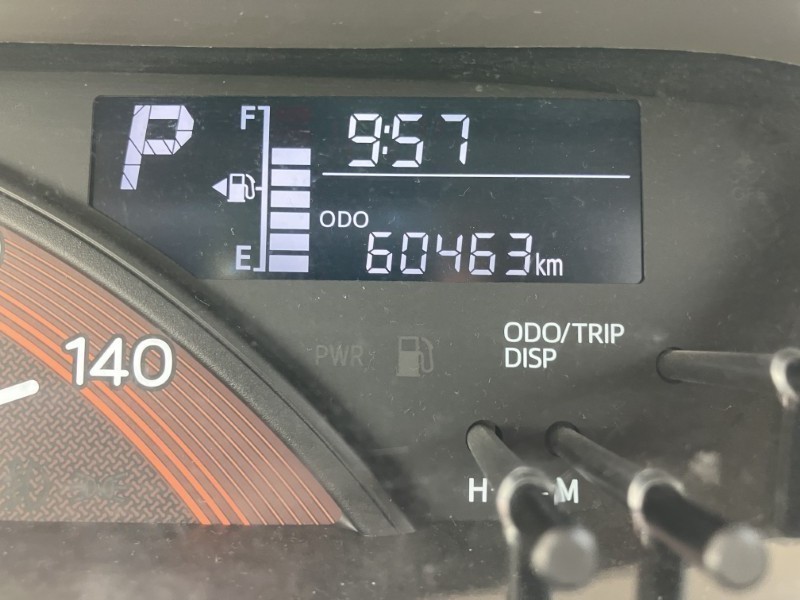 P
F
9:57
ODO
E
60463km
PWR
ODO/TRIP
DISP
140
H
M